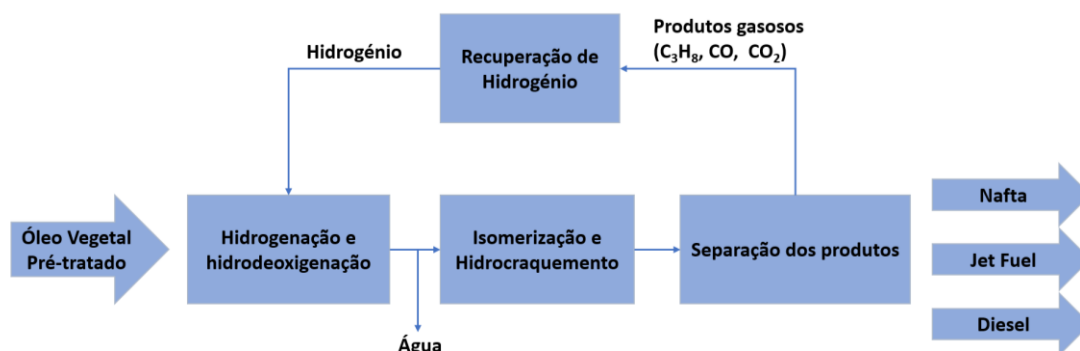 Produtos gasosos
(C₃H₈, CO, CO₂)
Hidrogénio
Recuperação de
Hidrogénio
Óleo Vegetal
Pré-tratado
Hidrogenação e
hidrodeoxigenação
Isomerização e
Hidrocraquemento
Separação dos produtos
Nafta
Jet Fuel
Diesel
Água